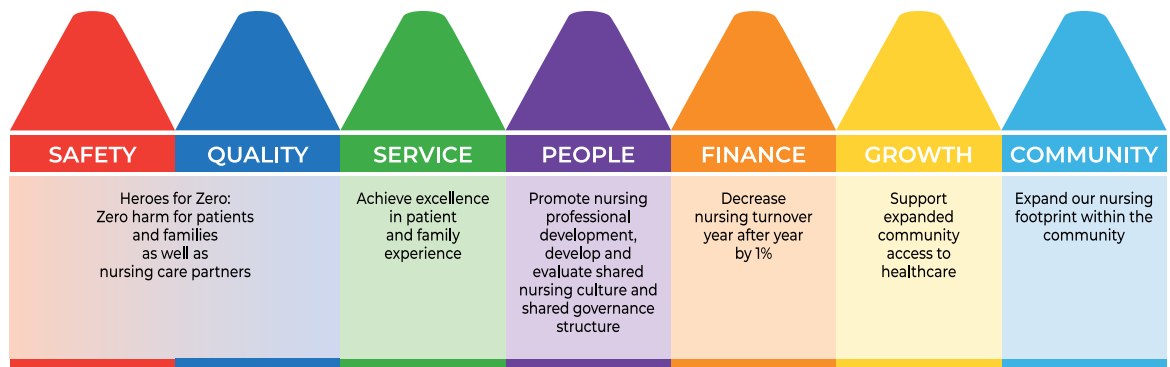 SAFETY
QUALITY
SERVICE
PEOPLE
FINANCE
GROWTH
COMMUNITY
Heroes for Zero:
Zero harm for patients
and families
as well as
nursing care partners
Achieve excellence
in patient
and family
experience
Promote nursing
professional
development,
develop and
evaluate shared
nursing culture and
shared governance
structure
Decrease
nursing turnover
year after year
by 1%
Support
expanded
community
access to
healthcare
Expand our nursing
footprint within the
community